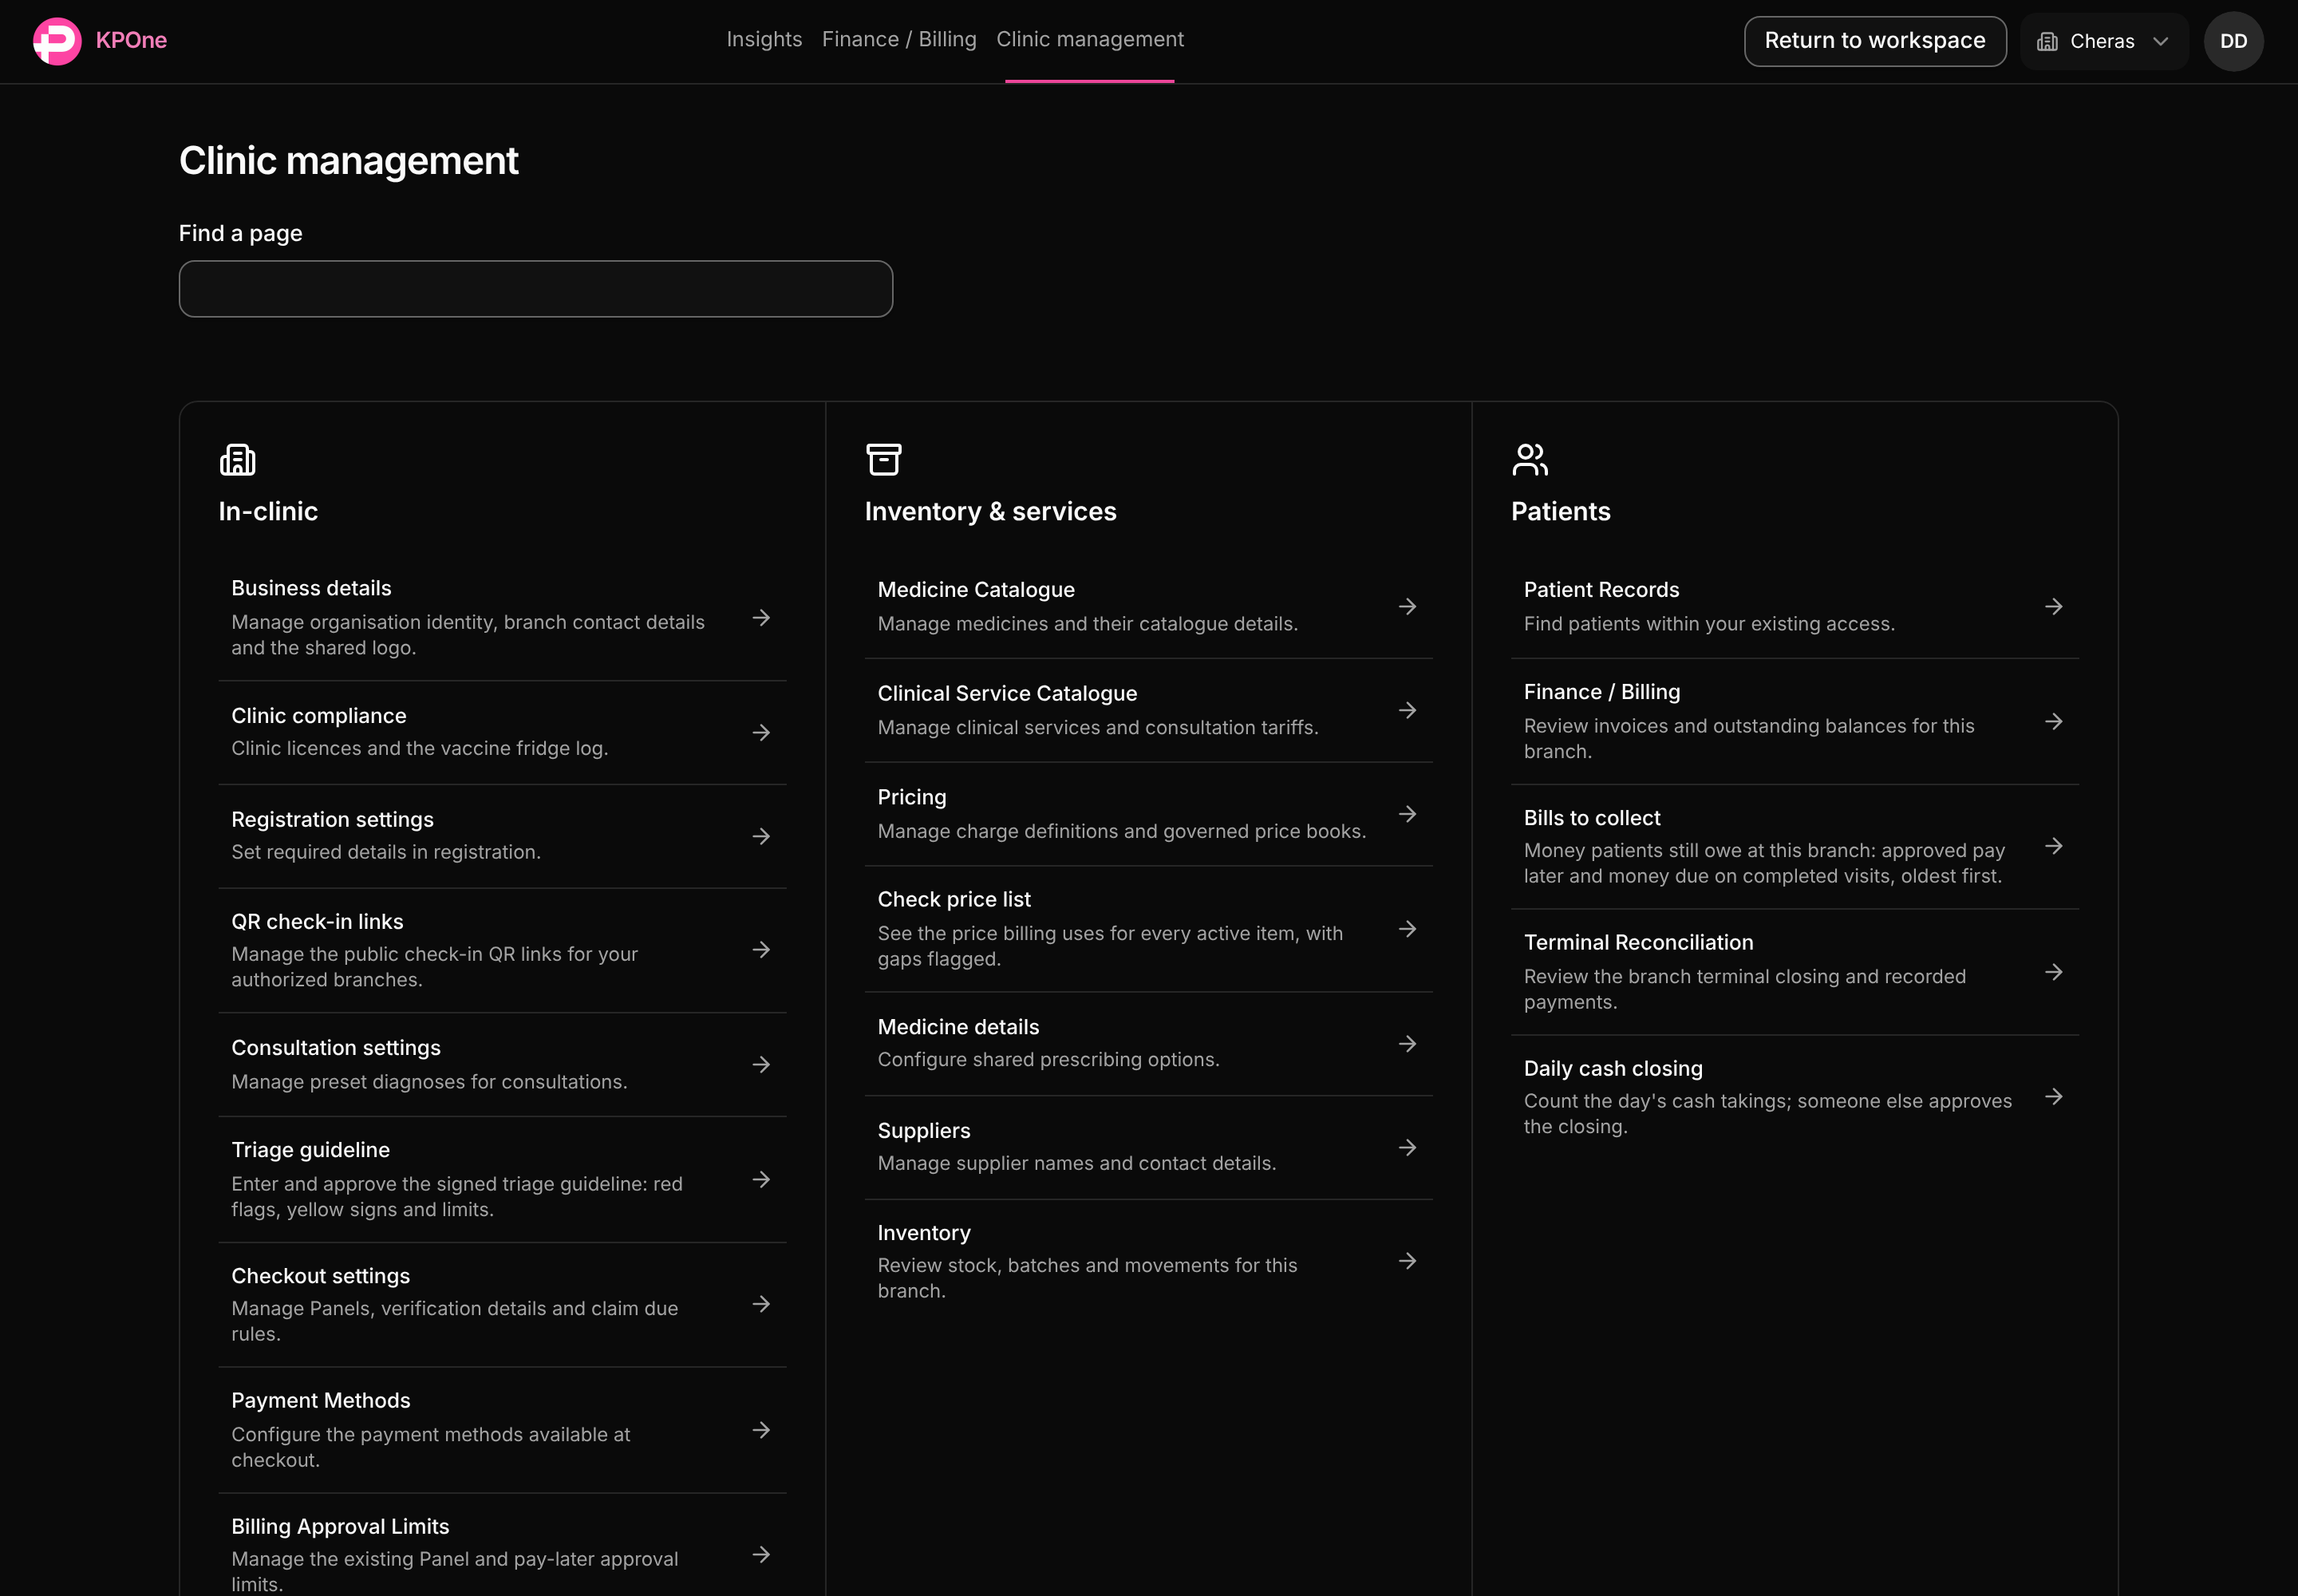 KPOne
Insights
Finance / Billing
Clinic management
Return to workspace
Cheras
DD
Clinic management
Find a page
In-clinic
Business details
Manage organisation identity, branch contact details
and the shared logo.
Clinic compliance
Clinic licences and the vaccine fridge log.
Registration settings
Set required details in registration.
QR check-in links
Manage the public check-in QR links for your
authorized branches.
Consultation settings
Manage preset diagnoses for consultations.
Triage guideline
Enter and approve the signed triage guideline: red
flags, yellow signs and limits.
Checkout settings
Manage Panels, verification details and claim due
rules.
Payment Methods
Configure the payment methods available at
checkout.
Billing Approval Limits
Manage the existing Panel and pay-later approval
limits.
Inventory & services
Medicine Catalogue
Manage medicines and their catalogue details.
Clinical Service Catalogue
Manage clinical services and consultation tariffs.
Pricing
Manage charge definitions and governed price books.
Check price list
See the price billing uses for every active item, with
gaps flagged.
Medicine details
Configure shared prescribing options.
Suppliers
Manage supplier names and contact details.
Inventory
Review stock, batches and movements for this
branch.
Patients
Patient Records
Find patients within your existing access.
Finance / Billing
Review invoices and outstanding balances for this
branch.
Bills to collect
Money patients still owe at this branch: approved pay
later and money due on completed visits, oldest first.
Terminal Reconciliation
Review the branch terminal closing and recorded
payments.
Daily cash closing
Count the day's cash takings; someone else approves
the closing.